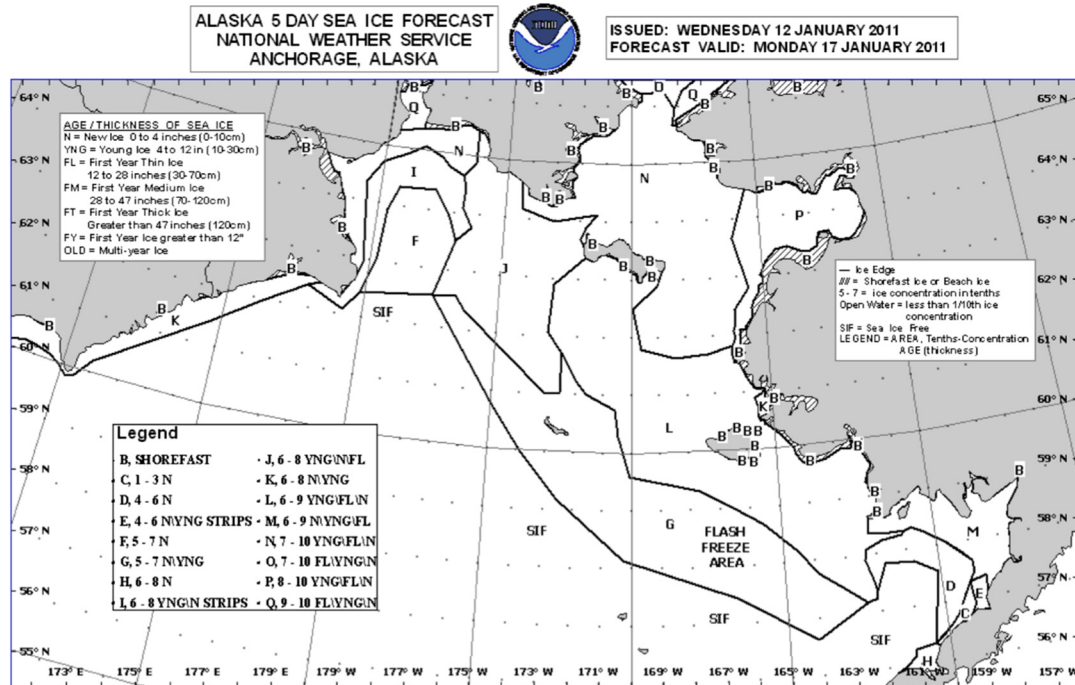 ALASKA 5 DAY SEA ICE FORECAST
NATIONAL WEATHER SERVICE
ANCHORAGE, ALASKA
ISSUED: WEDNESDAY 12 JANUARY 2011
FORECAST VALID: MONDAY 17 JANUARY 2011
AGE/THICKNESS OF SEA ICE
N = New Ice 0 to 4 inches (0-10cm)
YNG = Young Ice 4 to 12 in (10-30cm)
FL = First Year Thin Ice
12 to 28 inches (30-70cm)
FM = First Year Medium Ice
28 to 47 inches (70-120cm)
FT = First Year Thick Ice
Greater than 47 inches (120cm)
FY = First Year Ice greater than 12"
OLD = Multi-year Ice
Ice Edge
= Shorefast Ice or Beach Ice
5 - 7 = ice concentration in tenths
Open Water = less than 1/10th ice
concentration
SIF = Sea Ice Free
LEGEND = AREA, Tenths-Concentration
AGE (thickness)
Legend
B, SHOREFAST
C, 1 - 3 N
D, 4 - 6 N
E, 4 - 6 N\YNG STRIPS
F, 5 - 7 N
G, 5 - 7 N\YNG
H, 6 - 8 N
I, 6 - 8 YNG\N STRIPS
J, 6 - 8 YNG\N\FL
K, 6 - 8 N\YNG
L, 6 - 9 YNG\FL\N
M, 6 - 9 N\YNG\FL
N, 7 - 10 YNG\FL\N
O, 7 - 10 FL\YNG\N
P, 8 - 10 YNG\FL\N
Q, 9 - 10 FL\YNG\N
64° N
63° N
62° N
61° N
60° N
59° N
58° N
57° N
56° N
55° N
65° N
64° N
63° N
62° N
61° N
60° N
59° N
58° N
57° N
56° N
B
Q
B
B
B
O
Q
B
B
B
N
B
B
I
B
B
N
B
B
B
B
P
B
B
F
J
B
B
B
B
B
B
K
B
SIF
B
B
K
B
L
B
B
B
B
B
B
B
B
B
B
B
B
B
G
FLASH
FREEZE
AREA
SIF
M
D
E
C
SIF
SIF
H
173° E
175° E
177° E
179° E
179° W
177° W
175° W
173° W
171° W
169° W
167° W
165° W
163° W
159° W
157° W